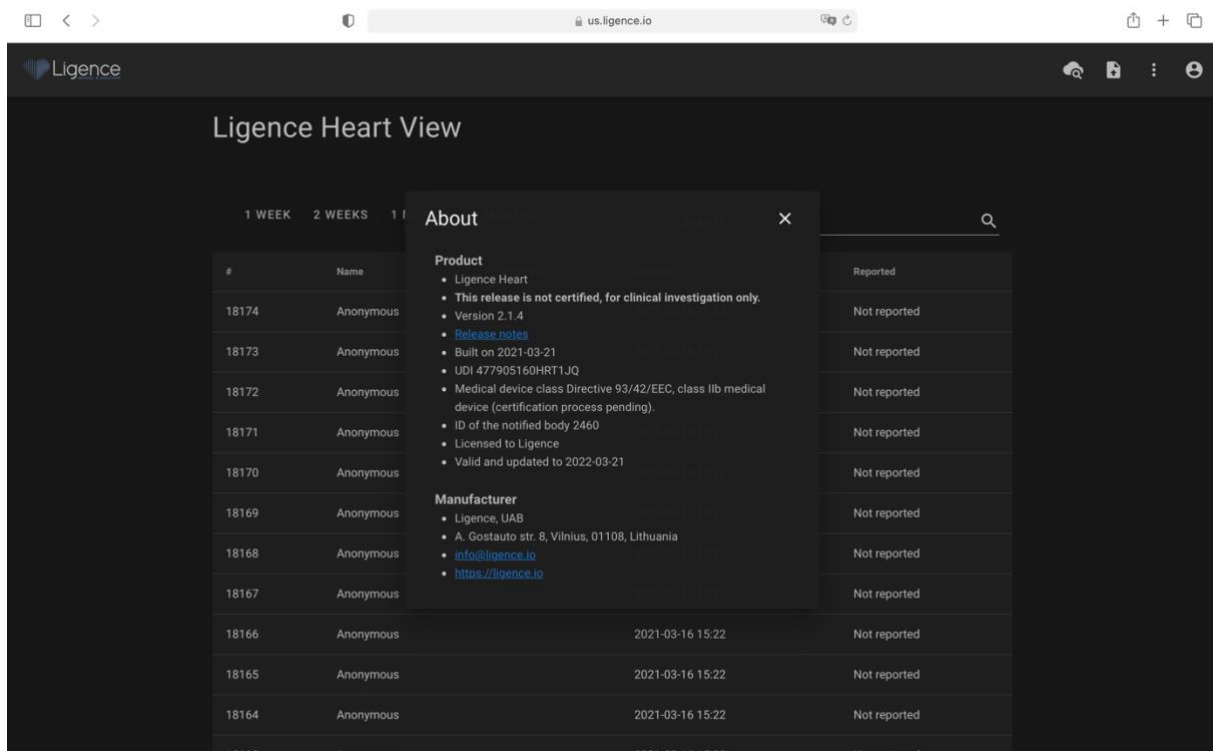 us.ligence.io
Ligence
Ligence Heart View
1 WEEK 2 WEEKS 1
About
Product
Ligence Heart
This release is not certified, for clinical investigation only.
Version 2.1.4
Release notes
Built on 2021-03-21
UDI 477905160HRT1JQ
Medical device class Directive 93/42/EEC, class IIb medical
device (certification process pending).
ID of the notified body 2460
Licensed to Ligence
Valid and updated to 2022-03-21
Manufacturer
Ligence, UAB
A. Gostauto str. 8, Vilnius, 01108, Lithuania
info@ligence.io
https://ligence.io
# Name Reported
18174 Anonymous Not reported
18173 Anonymous Not reported
18172 Anonymous Not reported
18171 Anonymous Not reported
18170 Anonymous Not reported
18169 Anonymous Not reported
18168 Anonymous Not reported
18167 Anonymous Not reported
18166 Anonymous 2021-03-16 15:22 Not reported
18165 Anonymous 2021-03-16 15:22 Not reported
18164 Anonymous 2021-03-16 15:22 Not reported